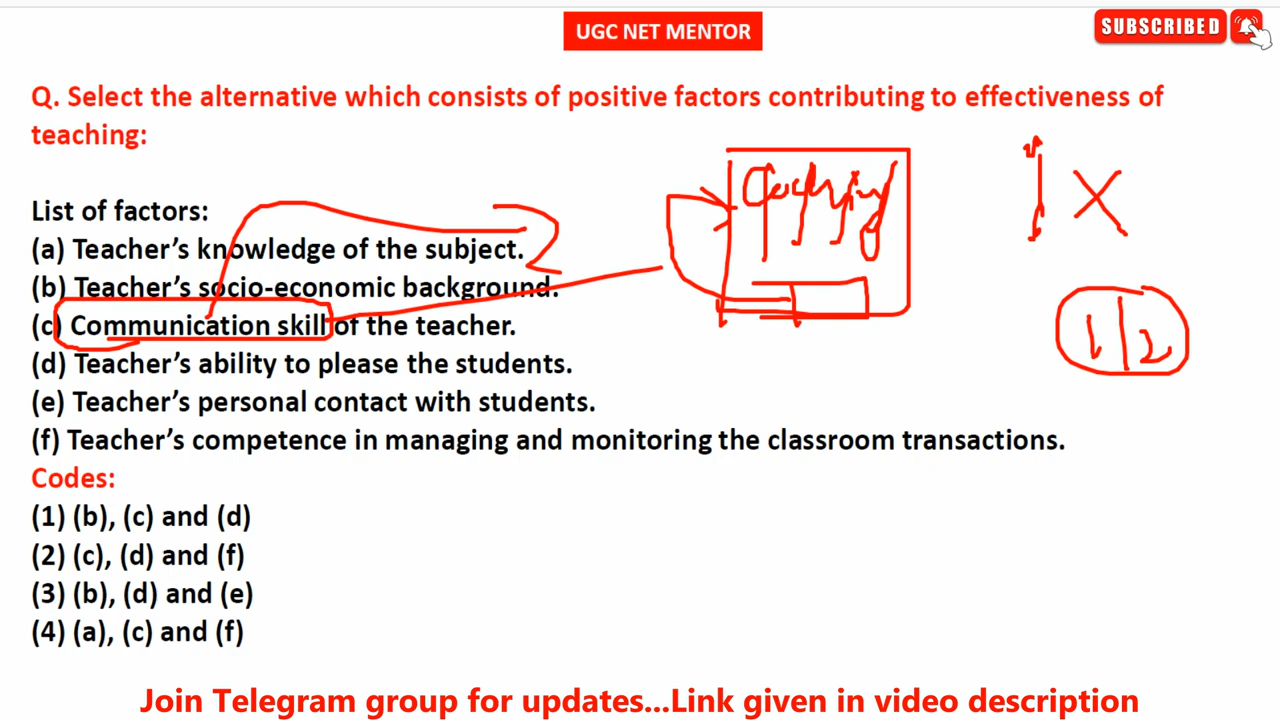 UGC NET MENTOR
SUBSCRIBED
Q. Select the alternative which consists of positive factors contributing to effectiveness of
teaching:
List of factors:
(a) Teacher’s knowledge of the subject.
(b) Teacher’s socio-economic background.
(c) Communication skill of the teacher.
(d) Teacher’s ability to please the students.
(e) Teacher’s personal contact with students.
(f) Teacher’s competence in managing and monitoring the classroom transactions.
Codes:
(1) (b), (c) and (d)
(2) (c), (d) and (f)
(3) (b), (d) and (e)
(4) (a), (c) and (f)
1 2
Join Telegram group for updates...Link given in video description